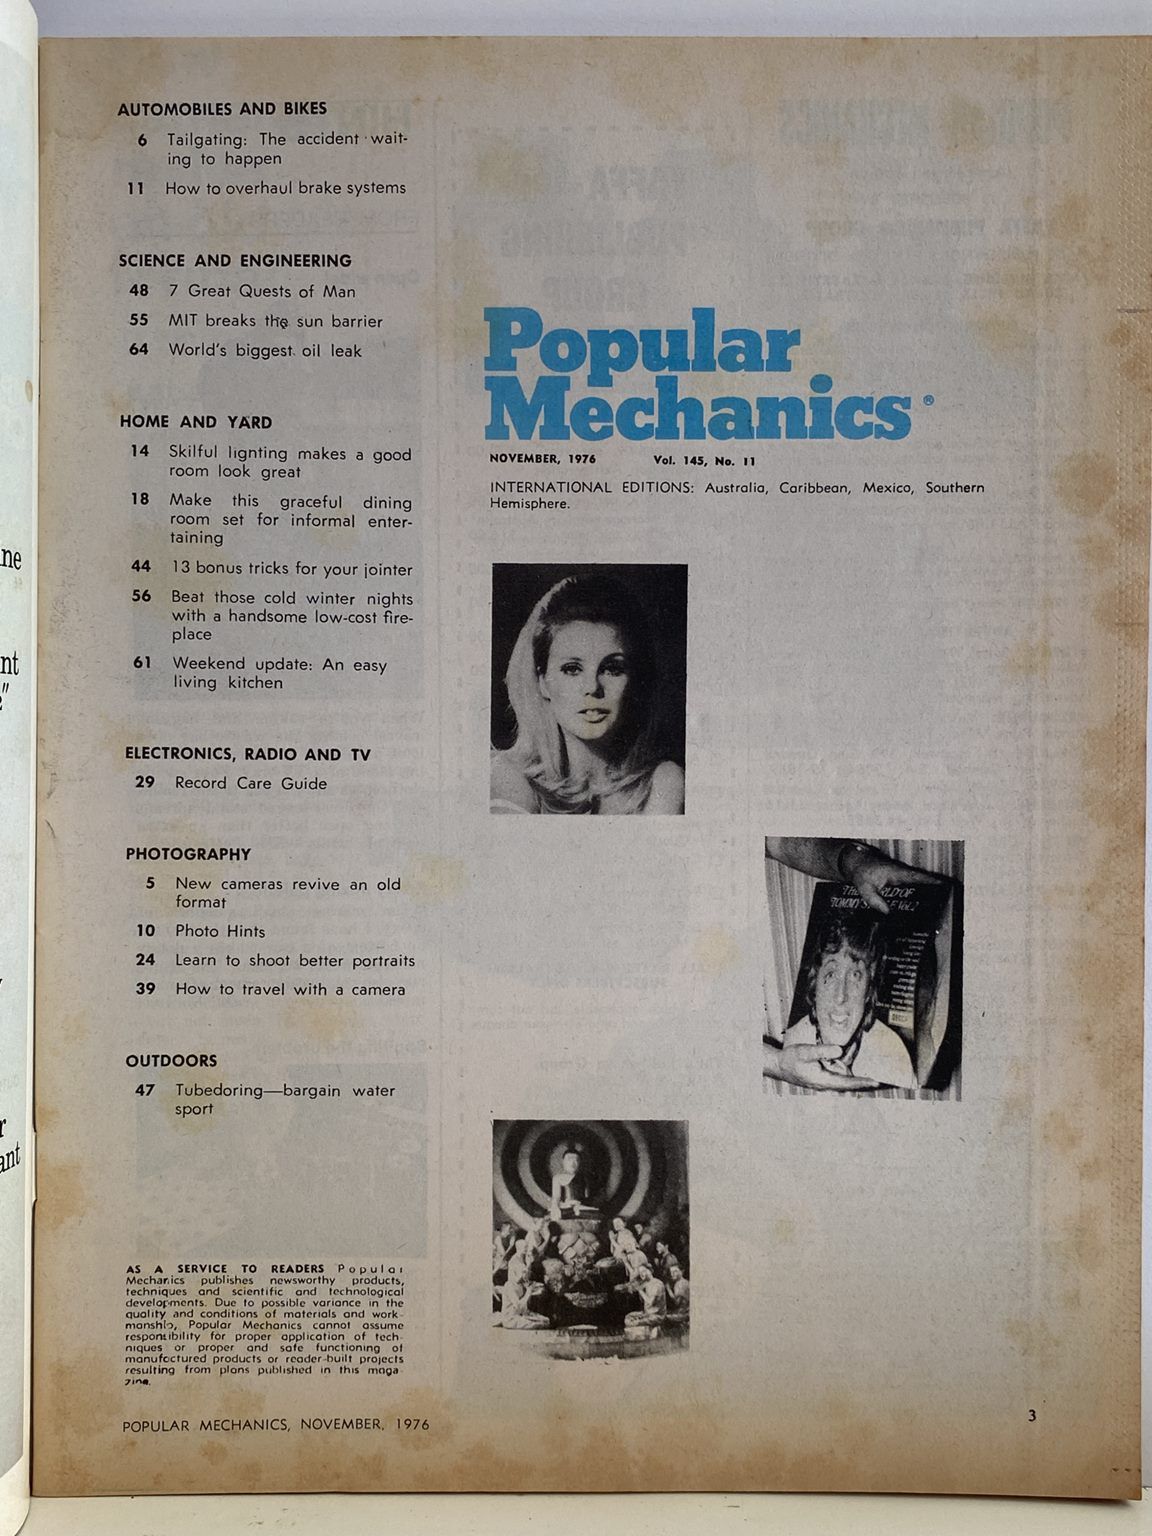 AUTOMOBILES AND BIKES
6 Tailgating: The accident wait-
ing to happen
11 How to overhaul brake systems
SCIENCE AND ENGINEERING
48 7 Great Quests of Man
55 MIT breaks the sun barrier
64 World's biggest oil leak
HOME AND YARD
14 Skilful lignting makes a good
room look great
18 Make this graceful dining
room set for informal enter-
taining
44 13 bonus tricks for your jointer
56 Beat those cold winter nights
with a handsome low-cost fire-
place
61 Weekend update: An easy
living kitchen
ELECTRONICS, RADIO AND TV
29 Record Care Guide
PHOTOGRAPHY
5 New cameras revive an old
format
10 Photo Hints
24 Learn to shoot better portraits
39 How to travel with a camera
OUTDOORS
47 Tubedoring—bargain water
sport
AS A SERVICE TO READERS Popular
Mechanics publishes newsworthy products,
techniques and scientific and technological
developments. Due to possible variance in the
quality and conditions of materials and work-
manship, Popular Mechanics cannot assume
responsibility for proper application of tech-
niques or proper and safe functioning of
manufactured products or reader-built projects
resulting from plans published in this maga-
zine.
POPULAR MECHANICS, NOVEMBER, 1976
Popular
Mechanics®
NOVEMBER, 1976 Vol. 145, No. 11
INTERNATIONAL EDITIONS: Australia, Caribbean, Mexico, Southern
Hemisphere.
OF
TOMMY Vol.2
3
ne
nt
"
r
ant